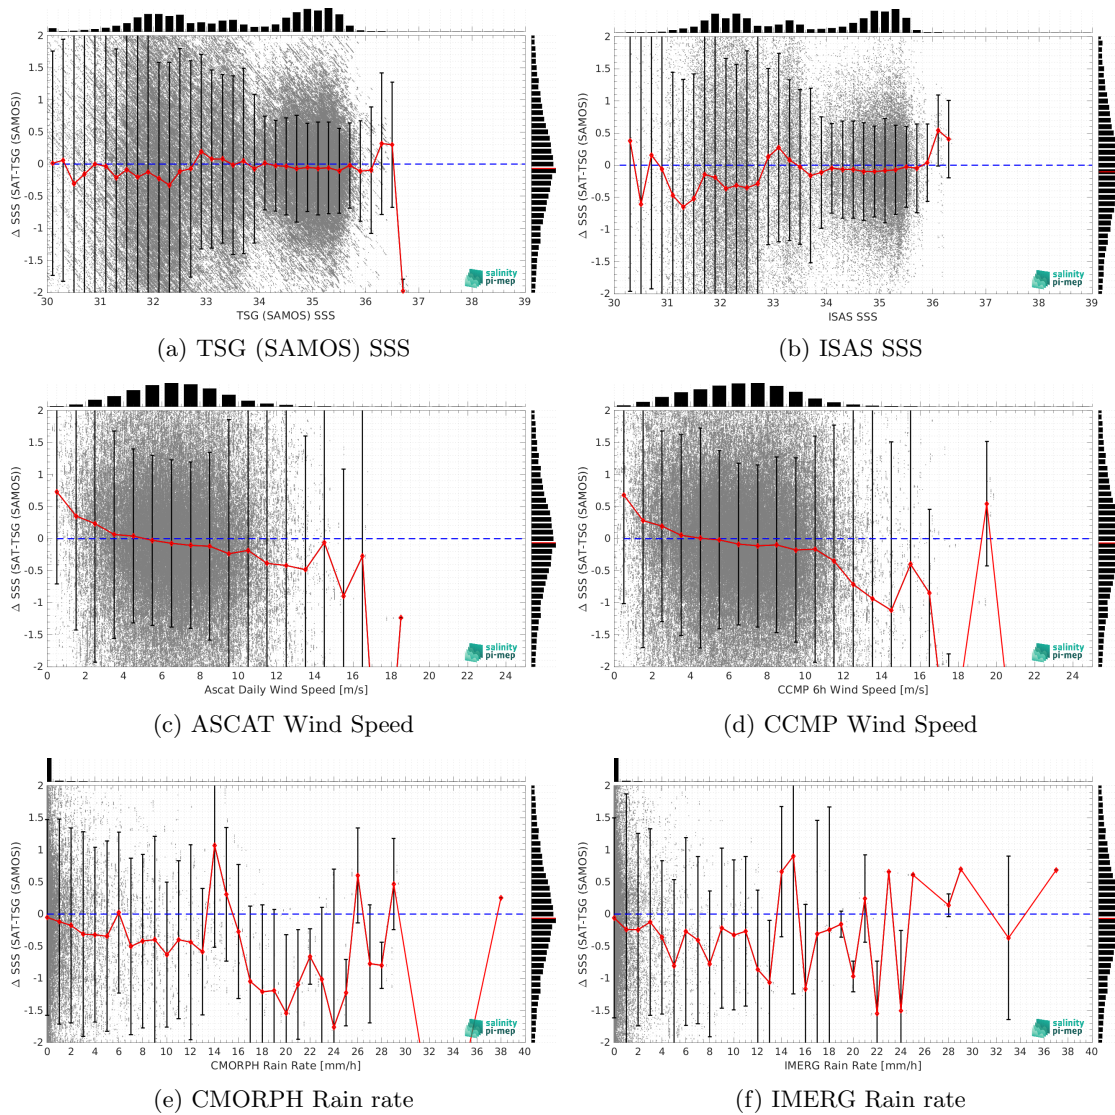 2
1.5
1
0.5
0
-0.5
-1
-1.5
-2
Δ SSS (SAT-TSG (SAMOS))
30 31 32 33 34 35 36 37 38 39
TSG (SAMOS) SSS
salinity
pi-mep
(a) TSG (SAMOS) SSS
2
1.5
1
0.5
0
-0.5
-1
-1.5
-2
Δ SSS (SAT-TSG (SAMOS))
30 31 32 33 34 35 36 37 38 39
ISAS SSS
salinity
pi-mep
(b) ISAS SSS
2
1.5
1
0.5
0
-0.5
-1
-1.5
-2
Δ SSS (SAT-TSG (SAMOS))
0 2 4 6 8 10 12 14 16 18 20 22 24
Ascat Daily Wind Speed [m/s]
salinity
pi-mep
(c) ASCAT Wind Speed
2
1.5
1
0.5
0
-0.5
-1
-1.5
-2
Δ SSS (SAT-TSG (SAMOS))
0 2 4 6 8 10 12 14 16 18 20 22 24
CCMP 6h Wind Speed [m/s]
salinity
pi-mep
(d) CCMP Wind Speed
2
1.5
1
0.5
0
-0.5
-1
-1.5
-2
Δ SSS (SAT-TSG (SAMOS))
0 2 4 6 8 10 12 14 16 18 20 22 24 26 28 30 32 34 36 38 40
CMORPH Rain Rate [mm/h]
salinity
pi-mep
(e) CMORPH Rain rate
2
1.5
1
0.5
0
-0.5
-1
-1.5
-2
Δ SSS (SAT-TSG (SAMOS))
0 2 4 6 8 10 12 14 16 18 20 22 24 26 28 30 32 34 36 38 40
IMERG Rain Rate [mm/h]
salinity
pi-mep
(f) IMERG Rain rate